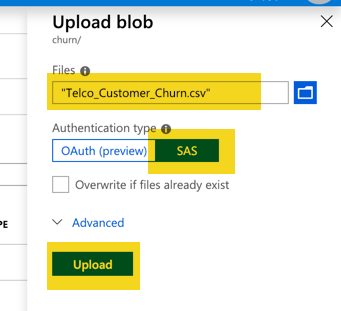 Upload blob
churn/
Files
"Telco_Customer_Churn.csv"
Authentication type
OAuth (preview) SAS
Overwrite if files already exist
PE
Advanced
Upload